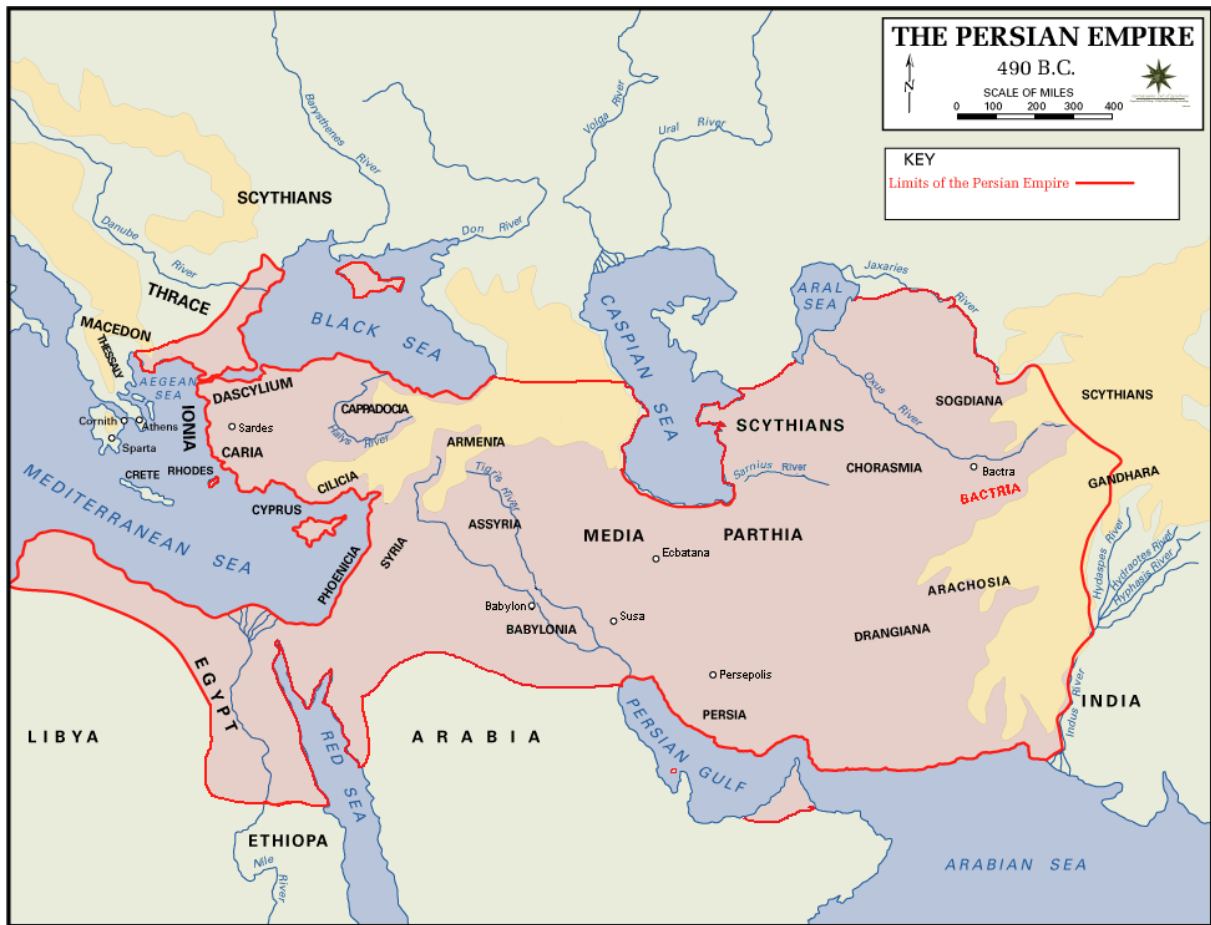 THE PERSIAN EMPIRE
490 B.C.
N
SCALE OF MILES
0 100 200 300 400
KEY
Limits of the Persian Empire
Barysthenes River
Volga River
Ural River
SCYTHIANS
Danube River
Don River
THRACE
MACEDON
THESSALY
BLACK SEA
CASPIAN SEA
ARAL SEA
Jaxaries River
AEGEAN SEA
IONIA
DASCYLIUM
CAPPADOCIA
Halys River
Oxus River
SOGDIANA
SCYTHIANS
Cornith
Athens
Sparta
Sardes
CARIA
ARMENIA
SCYTHIANS
CHORASMIA
Sarnius River
Bactra
BACTRIA
GANDHARA
CRETE
RHODES
CILICIA
Tigris River
CYPRUS
MEDITERRANEAN SEA
ASSYRIA
MEDIA
PARTHIA
Ecbatana
PHOENICIA
SYRIA
ARACHOSIA
Hydaspes River
Hydraotes River
Hyphasis River
Babylon
BABYLONIA
Susa
DRANGIANA
EGYPT
Persepolis
PERSIA
Indus River
INDIA
LIBYA
RED SEA
ARABIA
PERSIAN GULF
ETHIOPA
Nile River
ARABIAN SEA